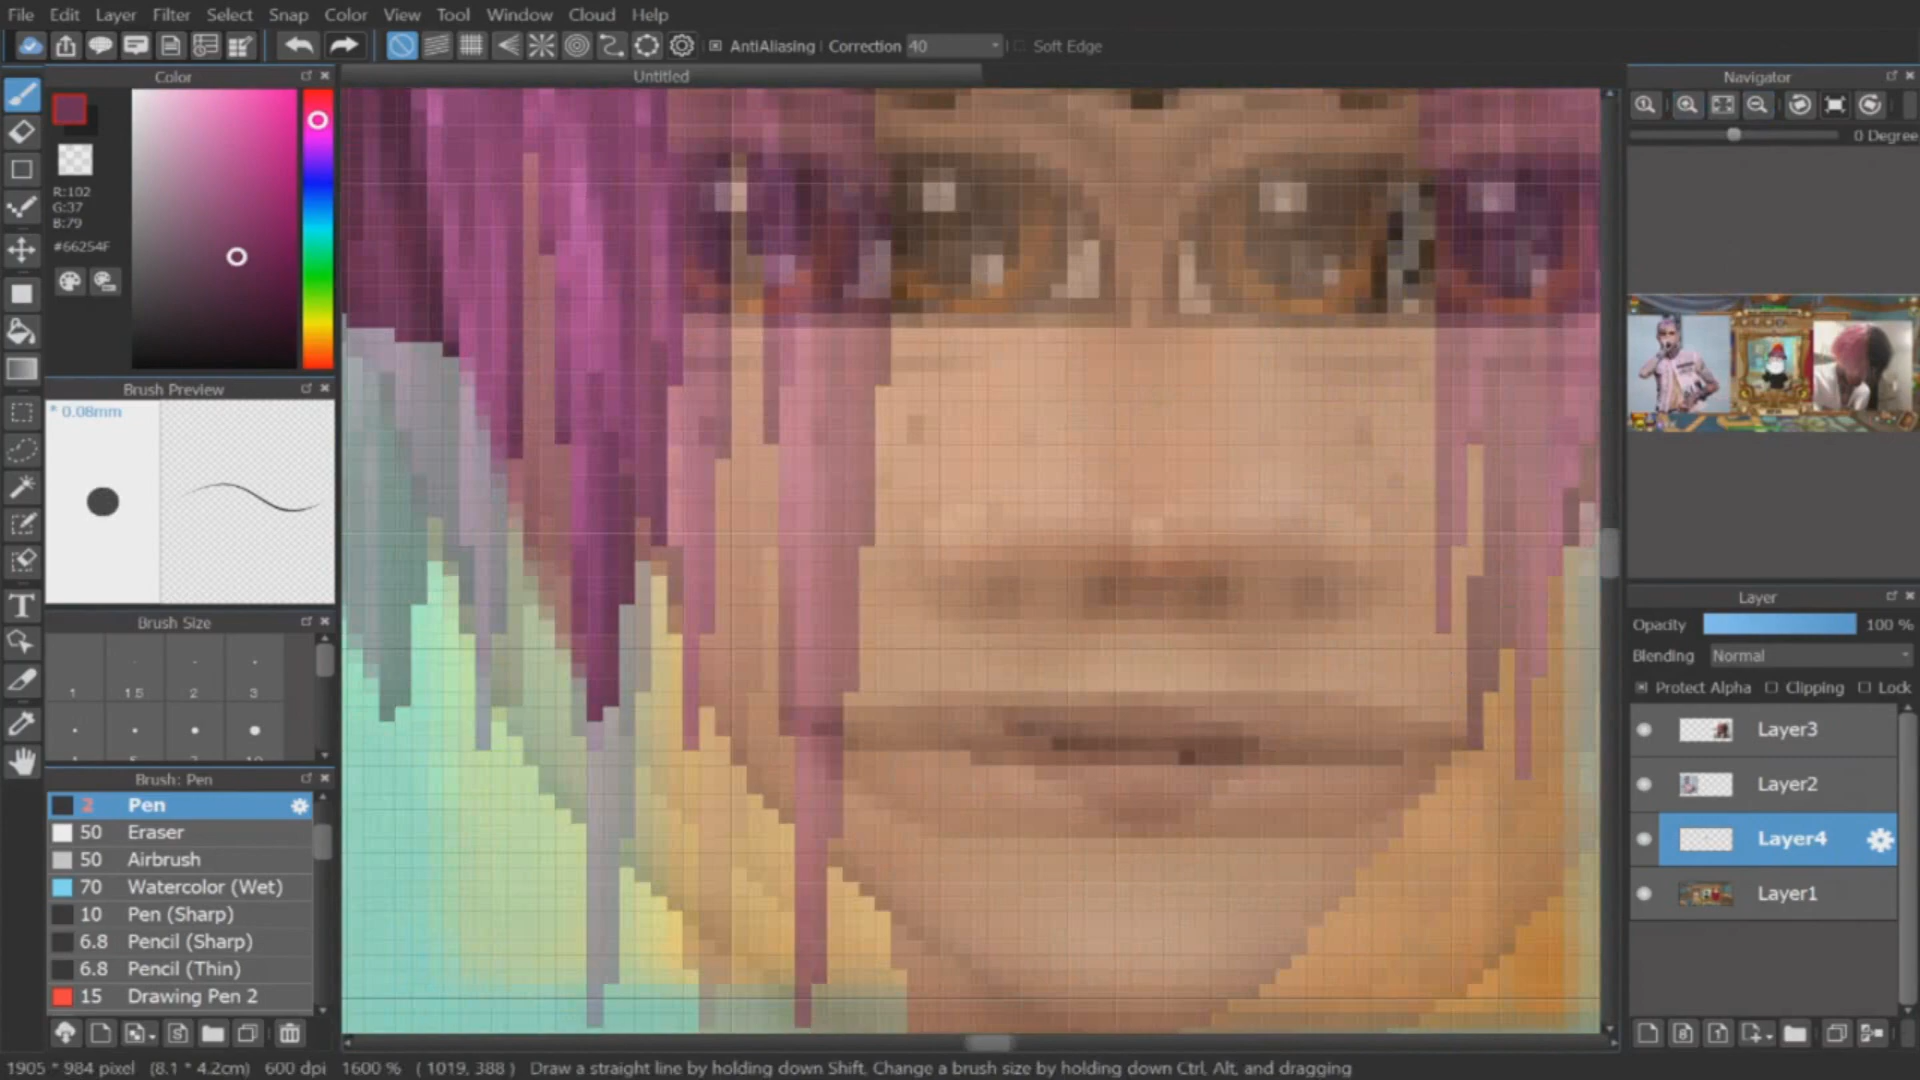 File Edit Layer Filter Select Snap Color View Tool Window Cloud Help
AntiAliasing Correction 40 Soft Edge
Color
Untitled
Navigator
0 Degree
R:102
G:37
B:79
#66254F
Brush Preview
* 0.08mm
Brush Size
1 1.5 2 3
Brush: Pen
2 Pen
50 Eraser
50 Airbrush
70 Watercolor (Wet)
10 Pen (Sharp)
6.8 Pencil (Sharp)
6.8 Pencil (Thin)
15 Drawing Pen 2
Layer
Opacity 100 %
Blending Normal
Protect Alpha Clipping Lock
Layer3
Layer2
Layer4
Layer1
1905 * 984 pixel (8.1 * 4.2cm) 600 dpi 1600 % ( 1019, 388 ) Draw a straight line by holding down Shift, Change a brush size by holding down Ctrl, Alt, and dragging